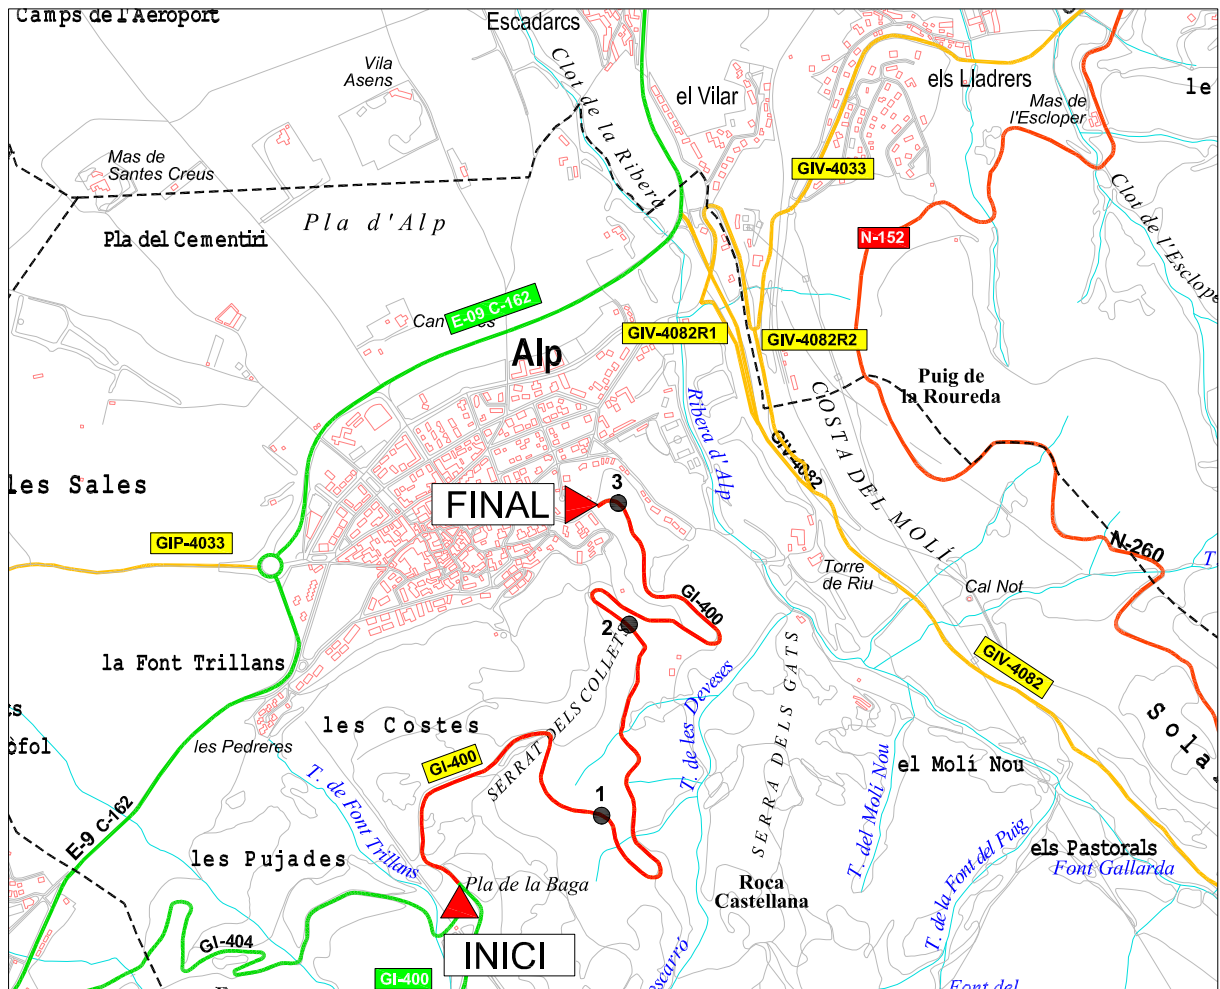 Camps de l'Aeroport
Escadarcs
Vila
Asens
el Vilar
els Lladrers
le
Mas de
l'Escloper
Clot de la Ribera
Mas de
Santes Creus
GIV-4033
Pla d'Alp
Pla del Cementiri
N-152
Clot de l'Esclope
E-09 C-162
GIV-4082R1
GIV-4082R2
Alp
Puig de
la Roureda
Ribera d'Alp
COSTA DEL MOLÍ
GIV-4082
les Sales
3
FINAL
GIP-4033
N-260
T
Torre
de Riu
Cal Not
GI-400
2
la Font Trillans
SERRAT DELS COLLETS
SERRA DELS GATS
T. de les Deveses
GIV-4082
Sola
les Costes
les Pedreres
GI-400
T. de Font Trillans
el Molí Nou
T. del Molí Nou
1
E-9 C-162
les Pujades
els Pastorals
Font Gallarda
T. de la Font del Puig
Pla de la Baga
Roca
Castellana
GI-404
INICI
GI-400
escarró
Font del